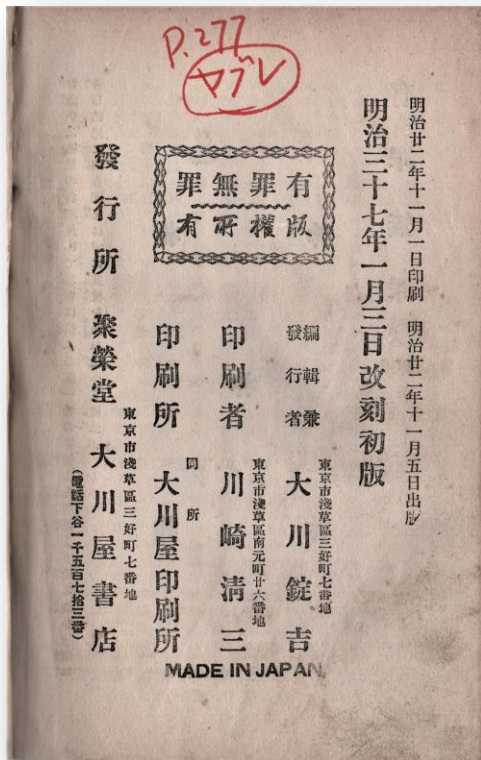 P.277
ヤブレ
明治廿二年十一月一日印刷 明治廿二年十一月五日出版
明治三十七年一月三日改刻初版
有罪無罪
版權所有
編輯兼
發行者
東京市淺草區三好町七番地
大川錠吉
印刷者
東京市淺草區南元町廿六番地
川崎淸三
印刷所
同所
大川屋印刷所
發行所
聚榮堂
東京市淺草區三好町七番地
大川屋書店
(電話下谷一千五百七拾三番)
MADE IN JAPAN.